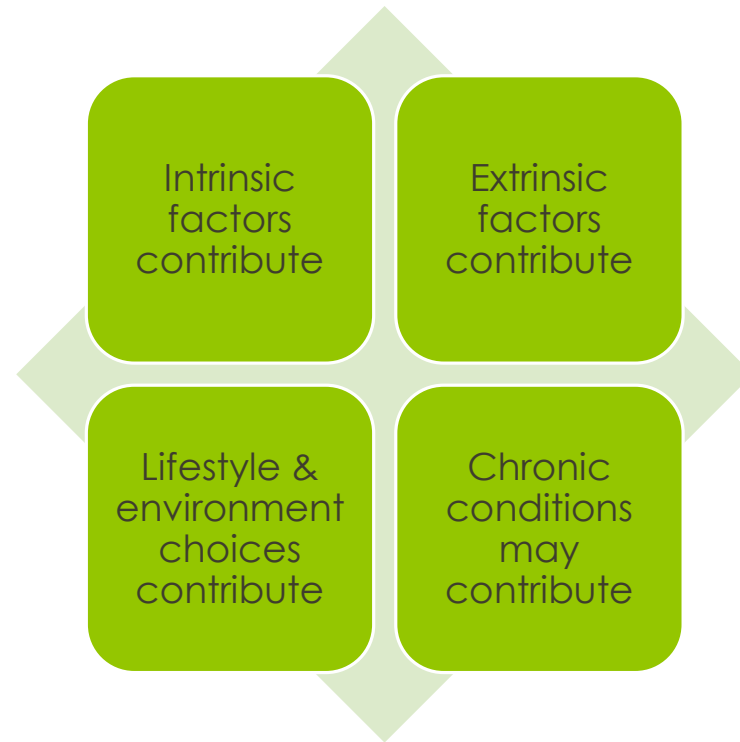 Intrinsic
factors
contribute
Extrinsic
factors
contribute
Lifestyle &
environment
choices
contribute
Chronic
conditions
may
contribute